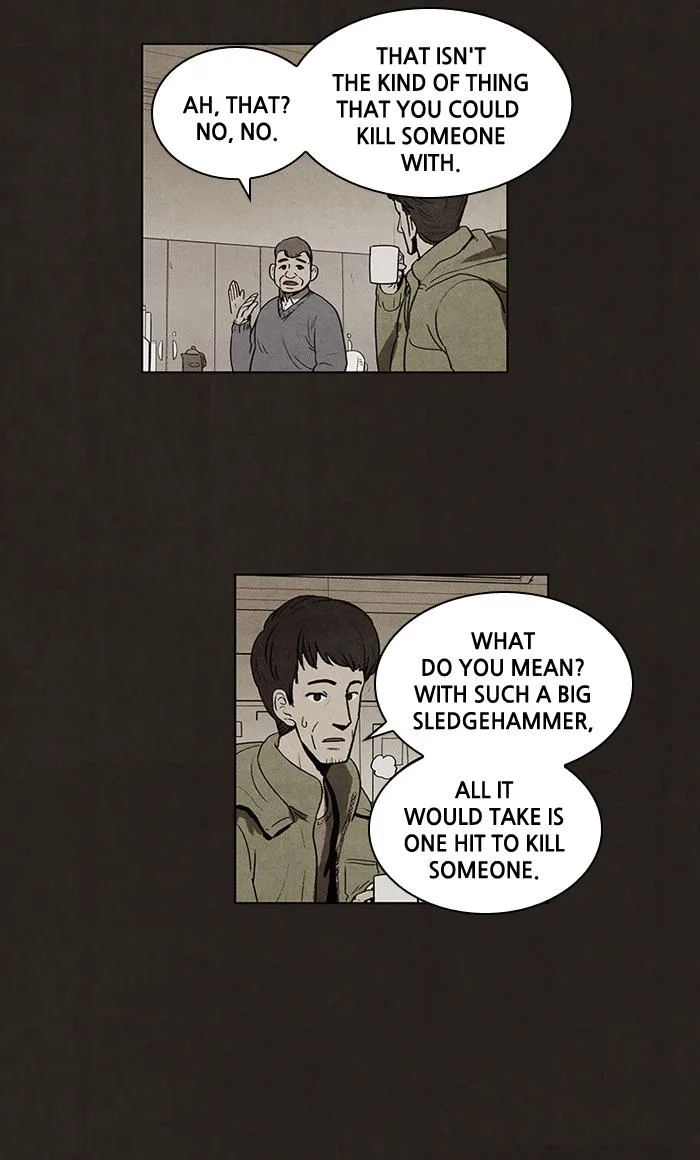 AH, THAT?
NO, NO.
THAT ISN'T
THE KIND OF THING
THAT YOU COULD
KILL SOMEONE
WITH.
WHAT
DO YOU MEAN?
WITH SUCH A BIG
SLEDGEHAMMER,
ALL IT
WOULD TAKE IS
ONE HIT TO KILL
SOMEONE.